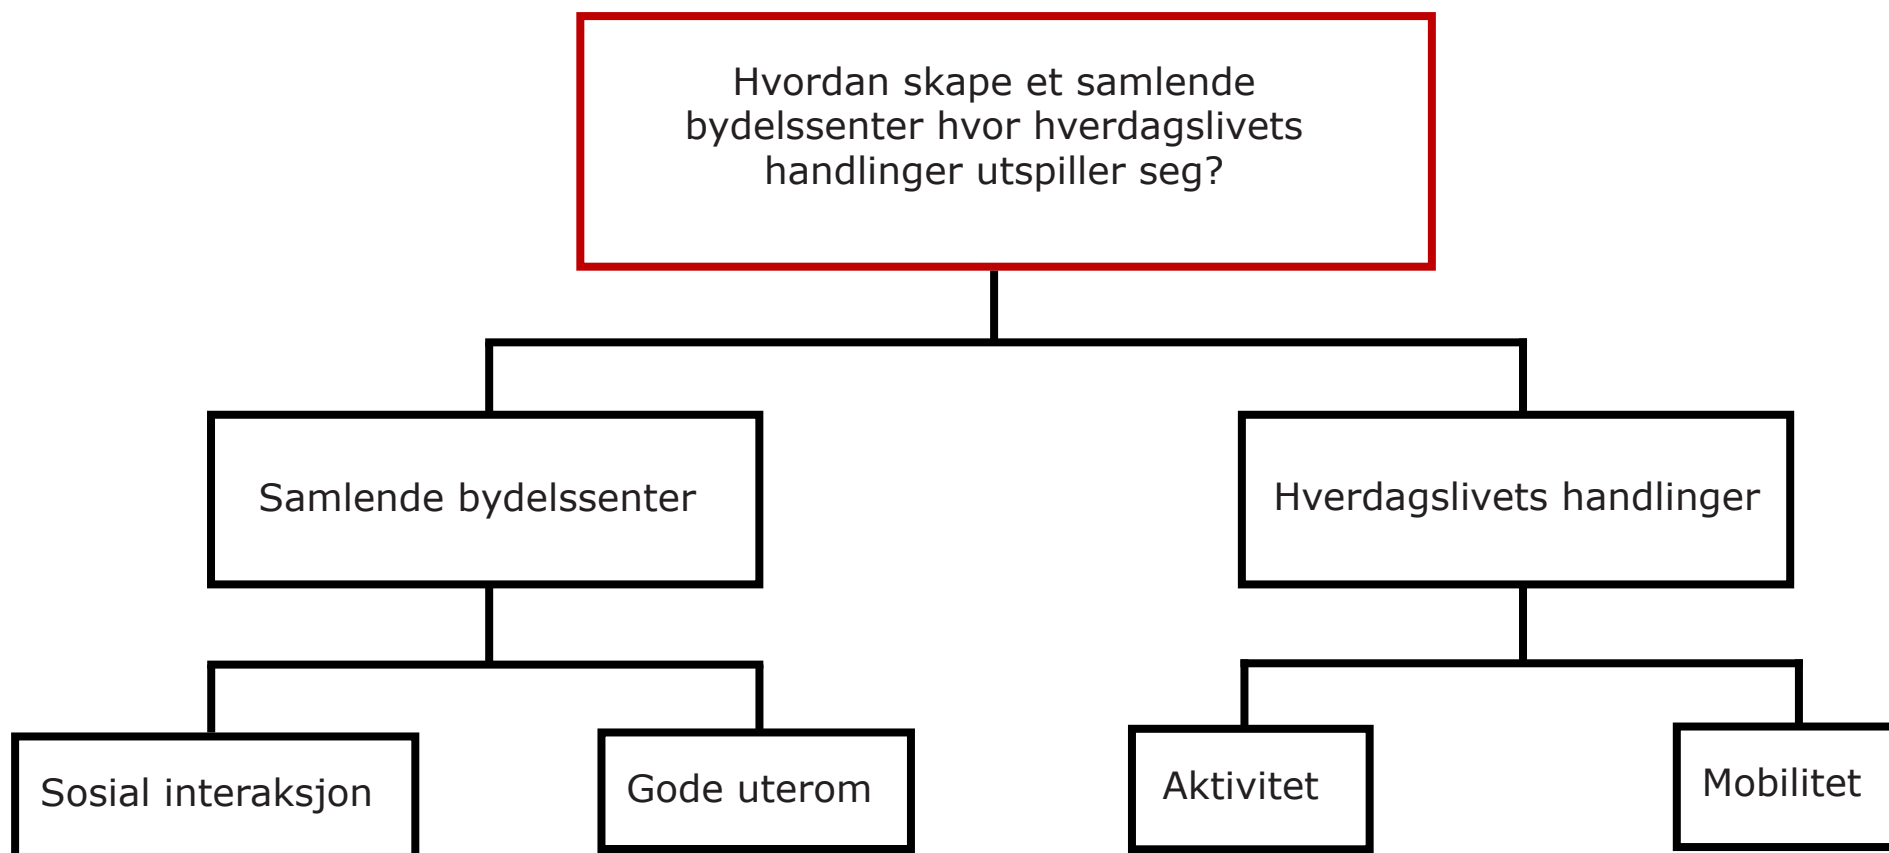 Hvordan skape et samlende
bydelssenter hvor hverdagslivets
handlinger utspiller seg?
Samlende bydelssenter
Hverdagslivets handlinger
Sosial interaksjon
Gode uterom
Aktivitet
Mobilitet